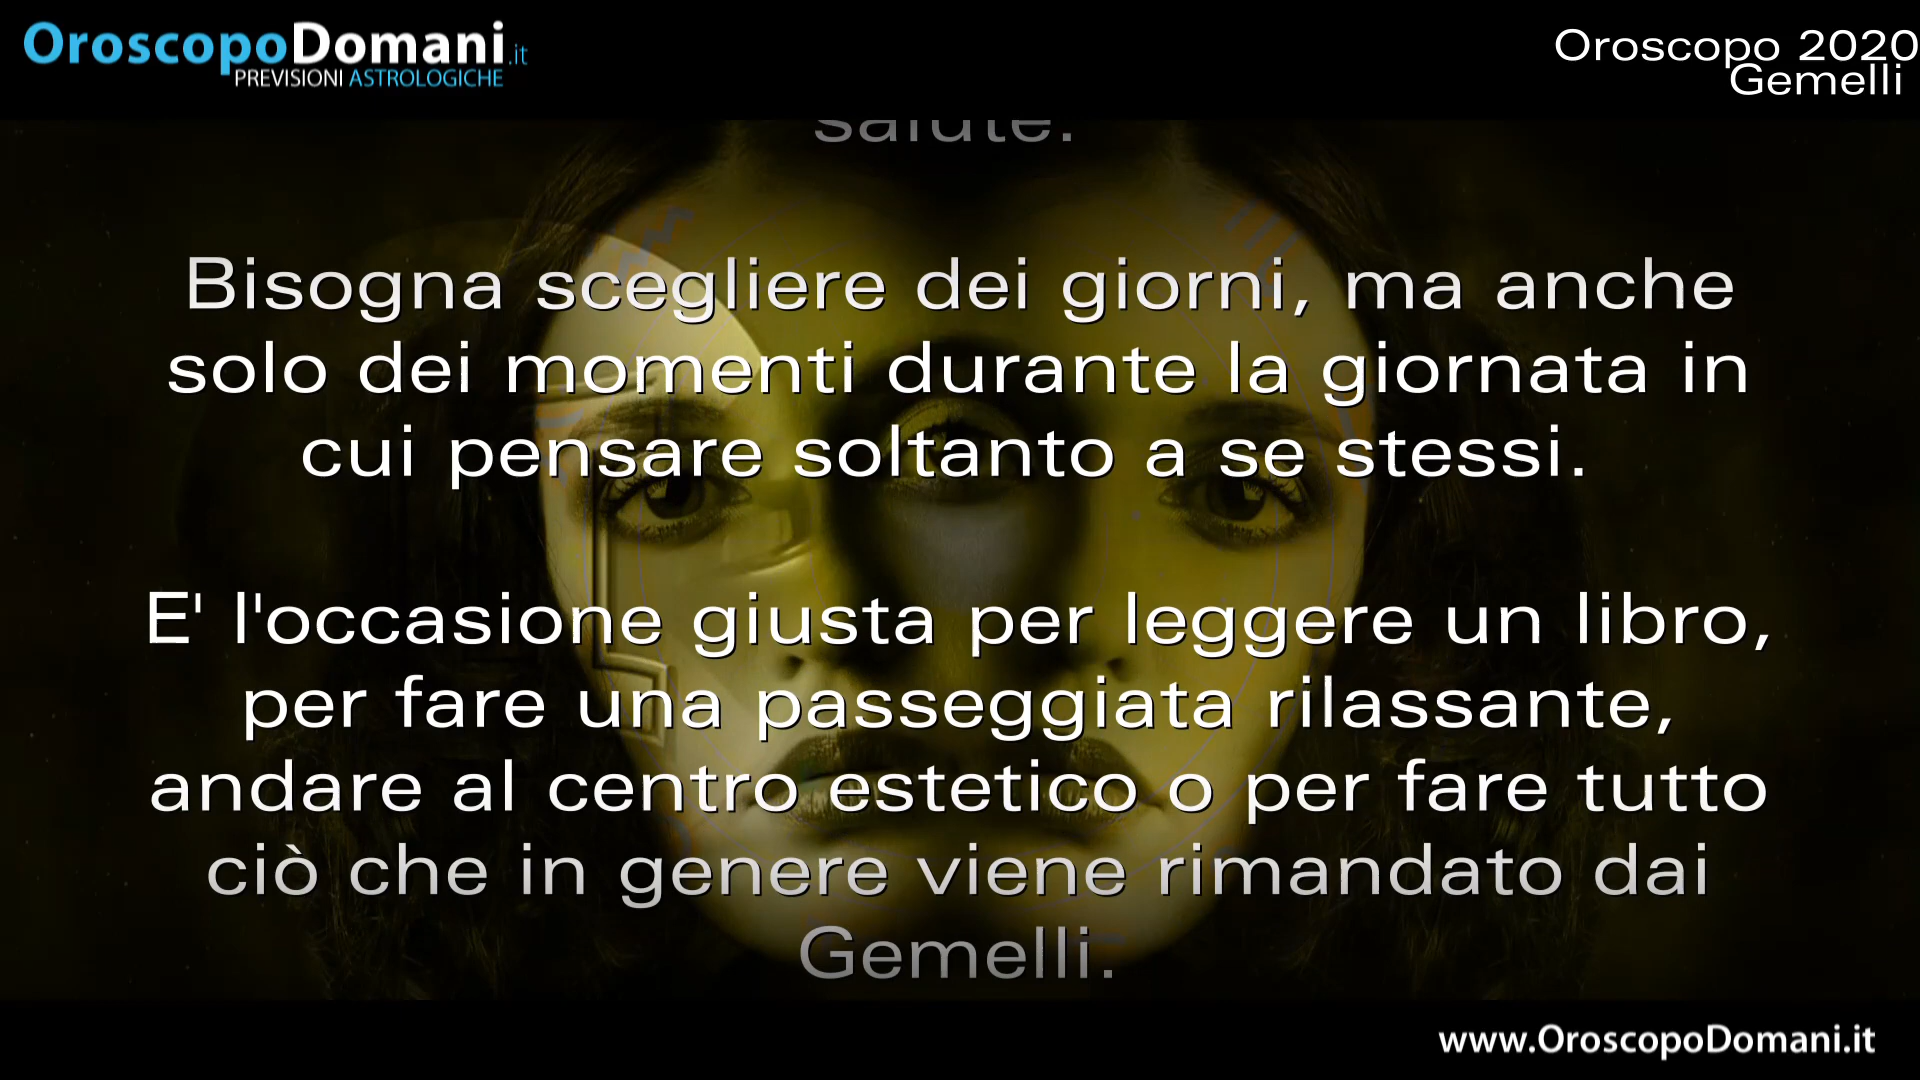 OroscopoDomani.it
PREVISIONI ASTROLOGICHE
Oroscopo 2020
Gemelli
salute.
Bisogna scegliere dei giorni, ma anche
solo dei momenti durante la giornata in
cui pensare soltanto a se stessi.
E' l'occasione giusta per leggere un libro,
per fare una passeggiata rilassante,
andare al centro estetico o per fare tutto
ciò che in genere viene rimandato dai
Gemelli.
www.OroscopoDomani.it